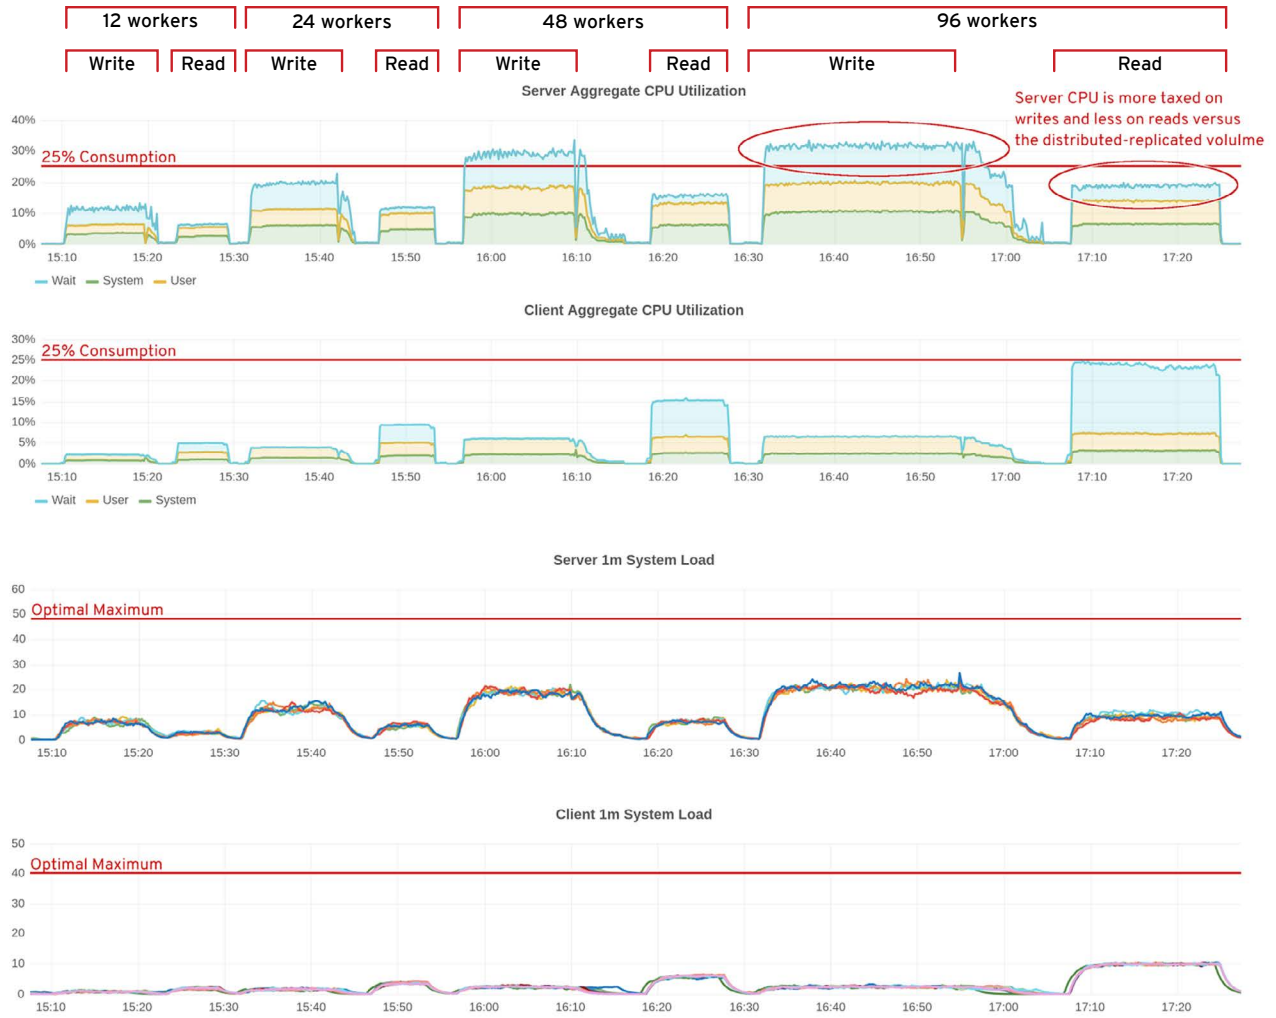 12 workers 24 workers 48 workers 96 workers
Write Read Write Read Write Read Write Read
Server Aggregate CPU Utilization
Server CPU is more taxed on
writes and less on reads versus
the distributed-replicated volulme
40%
25% Consumption
30%
20%
10%
0%
15:10 15:20 15:30 15:40 15:50 16:00 16:10 16:20 16:30 16:40 16:50 17:00 17:10 17:20
Wait System User
Client Aggregate CPU Utilization
30%
25% Consumption
25%
20%
15%
10%
5%
0%
15:10 15:20 15:30 15:40 15:50 16:00 16:10 16:20 16:30 16:40 16:50 17:00 17:10 17:20
Wait User System
Server 1m System Load
60
50 Optimal Maximum
40
30
20
10
0
15:10 15:20 15:30 15:40 15:50 16:00 16:10 16:20 16:30 16:40 16:50 17:00 17:10 17:20
Client 1m System Load
50
Optimal Maximum
40
30
20
10
0
15:10 15:20 15:30 15:40 15:50 16:00 16:10 16:20 16:30 16:40 16:50 17:00 17:10 17:20